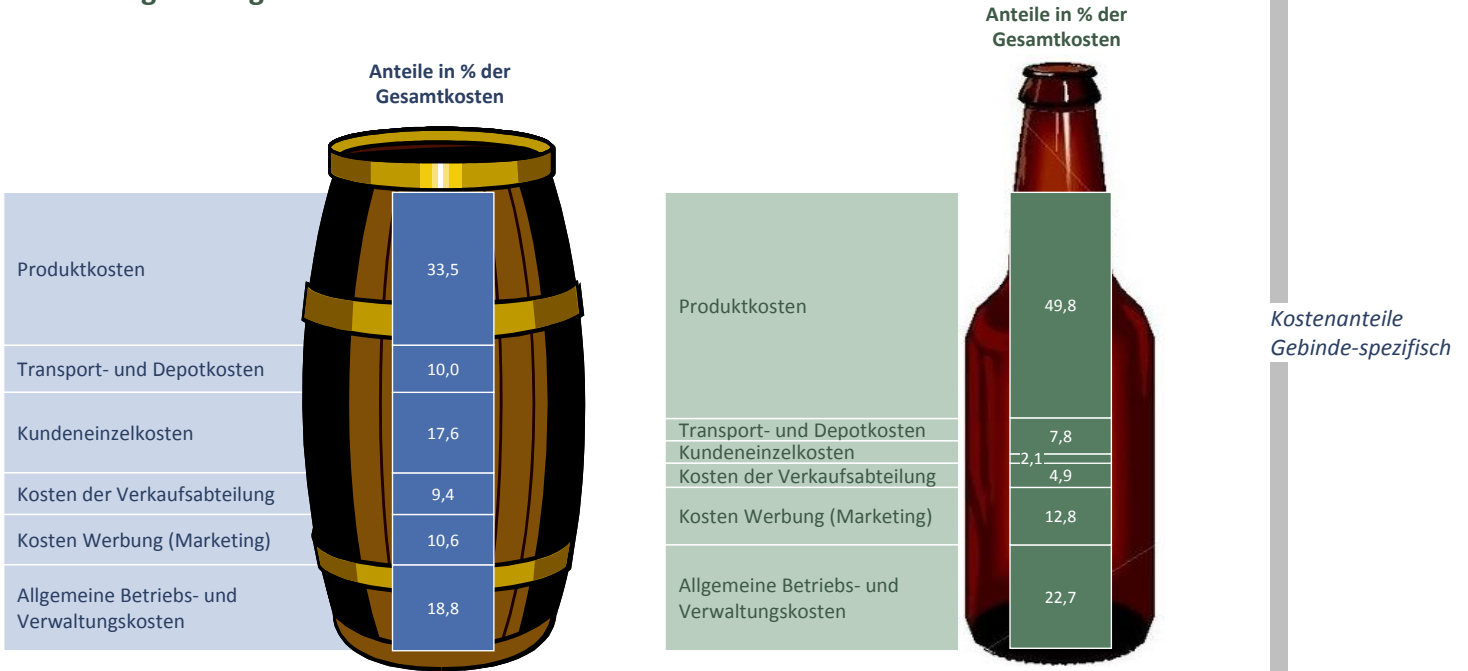 Anteile in % der
Gesamtkosten
Produktkosten
33,5
Transport- und Depotkosten
10,0
Kundeneinzelkosten
17,6
Kosten der Verkaufsabteilung
9,4
Kosten Werbung (Marketing)
10,6
Allgemeine Betriebs- und
Verwaltungskosten
18,8
Anteile in % der
Gesamtkosten
Produktkosten
49,8
Transport- und Depotkosten
7,8
Kundeneinzelkosten
2,1
Kosten der Verkaufsabteilung
4,9
Kosten Werbung (Marketing)
12,8
Allgemeine Betriebs- und
Verwaltungskosten
22,7
Kostenanteile
Gebinde-spezifisch